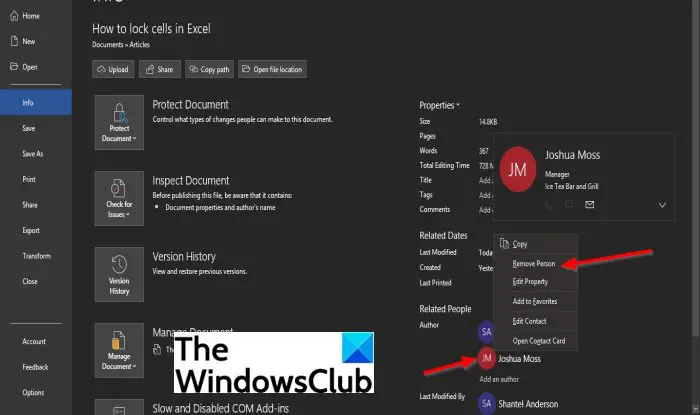 Home
New
Open
Info
Save
Save As
Print
Share
Export
Transform
Close
Account
Feedback
Options
How to lock cells in Excel
Documents » Articles
Upload
Share
Copy path
Open file location
Protect Document
Protect Document
Control what types of changes people can make to this document.
Check for Issues
Inspect Document
Before publishing this file, be aware that it contains:
Document properties and author's name
Version History
Version History
View and restore previous versions.
Manage Document
Manage Document
The WindowsClub
Slow and Disabled COM Add-ins
Properties
Size 14.8KB
Pages
Words 367
Total Editing Time 728 M
Title Add
Tags Add
Comments Add
Related Dates
Last Modified Toda
Created Yeste
Last Printed
Related People
Author SA
JM Joshua Moss
Add an author
Last Modified By SA Shantel Anderson
JM
Joshua Moss
Manager
Ice Tea Bar and Grill
Copy
Remove Person
Edit Property
Add to Favorites
Edit Contact
Open Contact Card